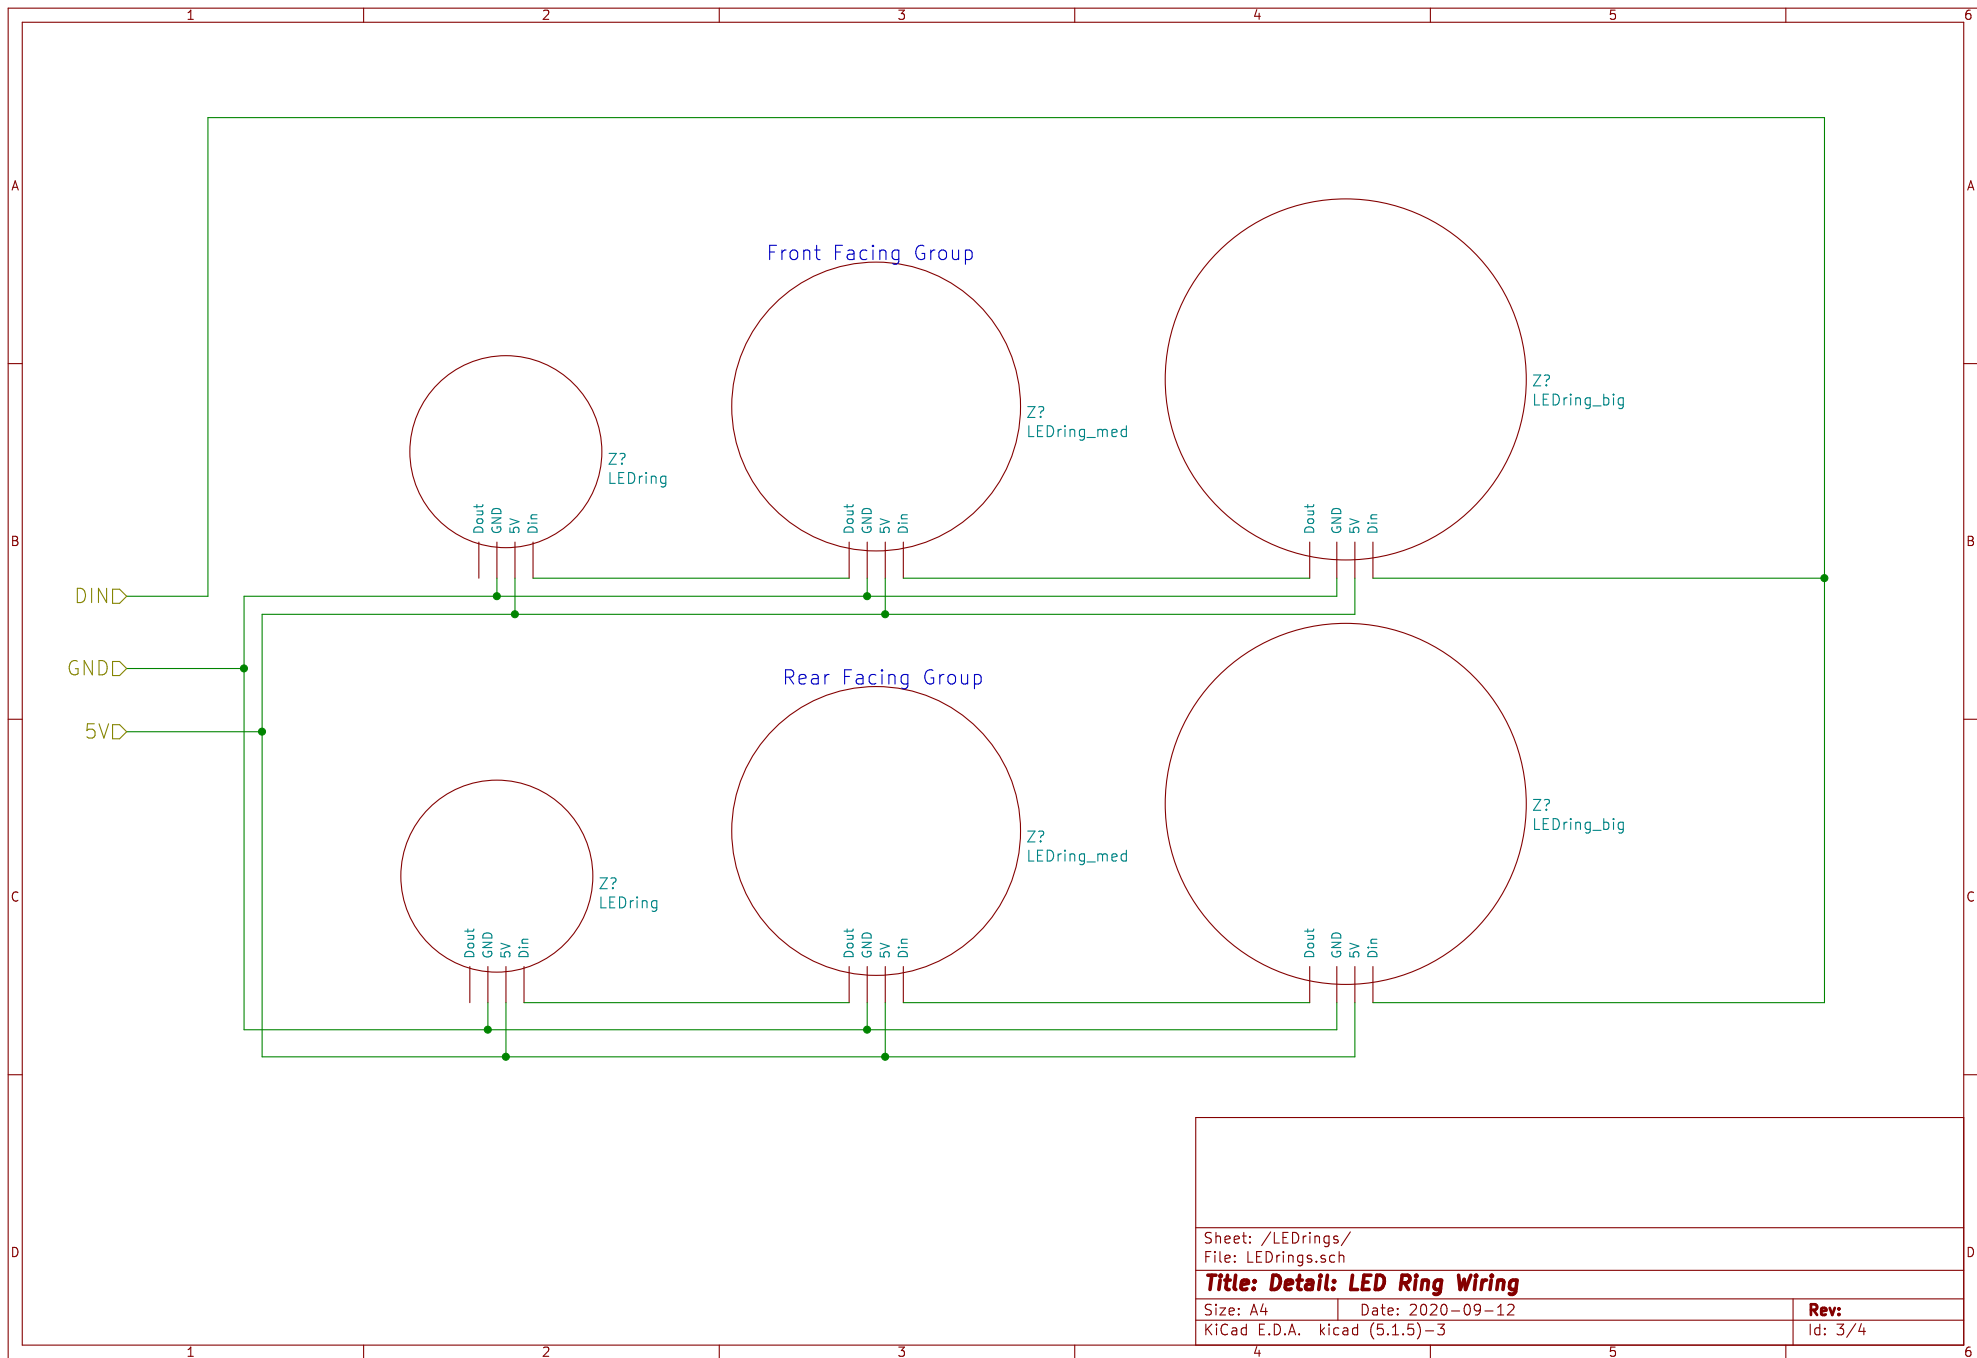 1 2 3 4 5 6
A A
Front Facing Group
Z?
LEDring_big
Z?
LEDring_med
Z?
LEDring
Dout GND 5V Din Dout GND 5V Din Dout GND 5V Din
B B
DIN
GND
Rear Facing Group
5V
Z?
LEDring_big
Z?
LEDring_med
Z?
LEDring
C C
Dout GND 5V Din Dout GND 5V Din Dout GND 5V Din
Sheet: /LEDrings/
File: LEDrings.sch
D D
Title: Detail: LED Ring Wiring
Size: A4 Date: 2020-09-12 Rev:
KiCad E.D.A. kicad (5.1.5)-3 Id: 3/4
1 2 3 4 5 6